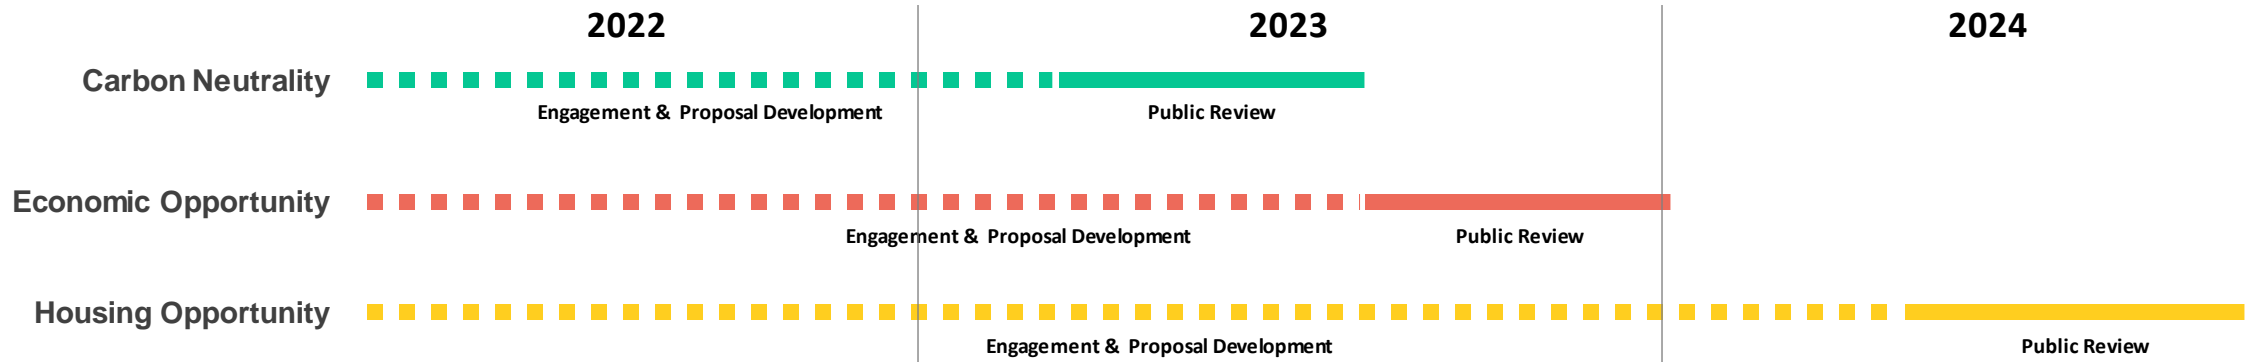 2022 2023 2024
Carbon Neutrality
Engagement & Proposal Development Public Review
Economic Opportunity
Engagement & Proposal Development Public Review
Housing Opportunity
Engagement & Proposal Development Public Review